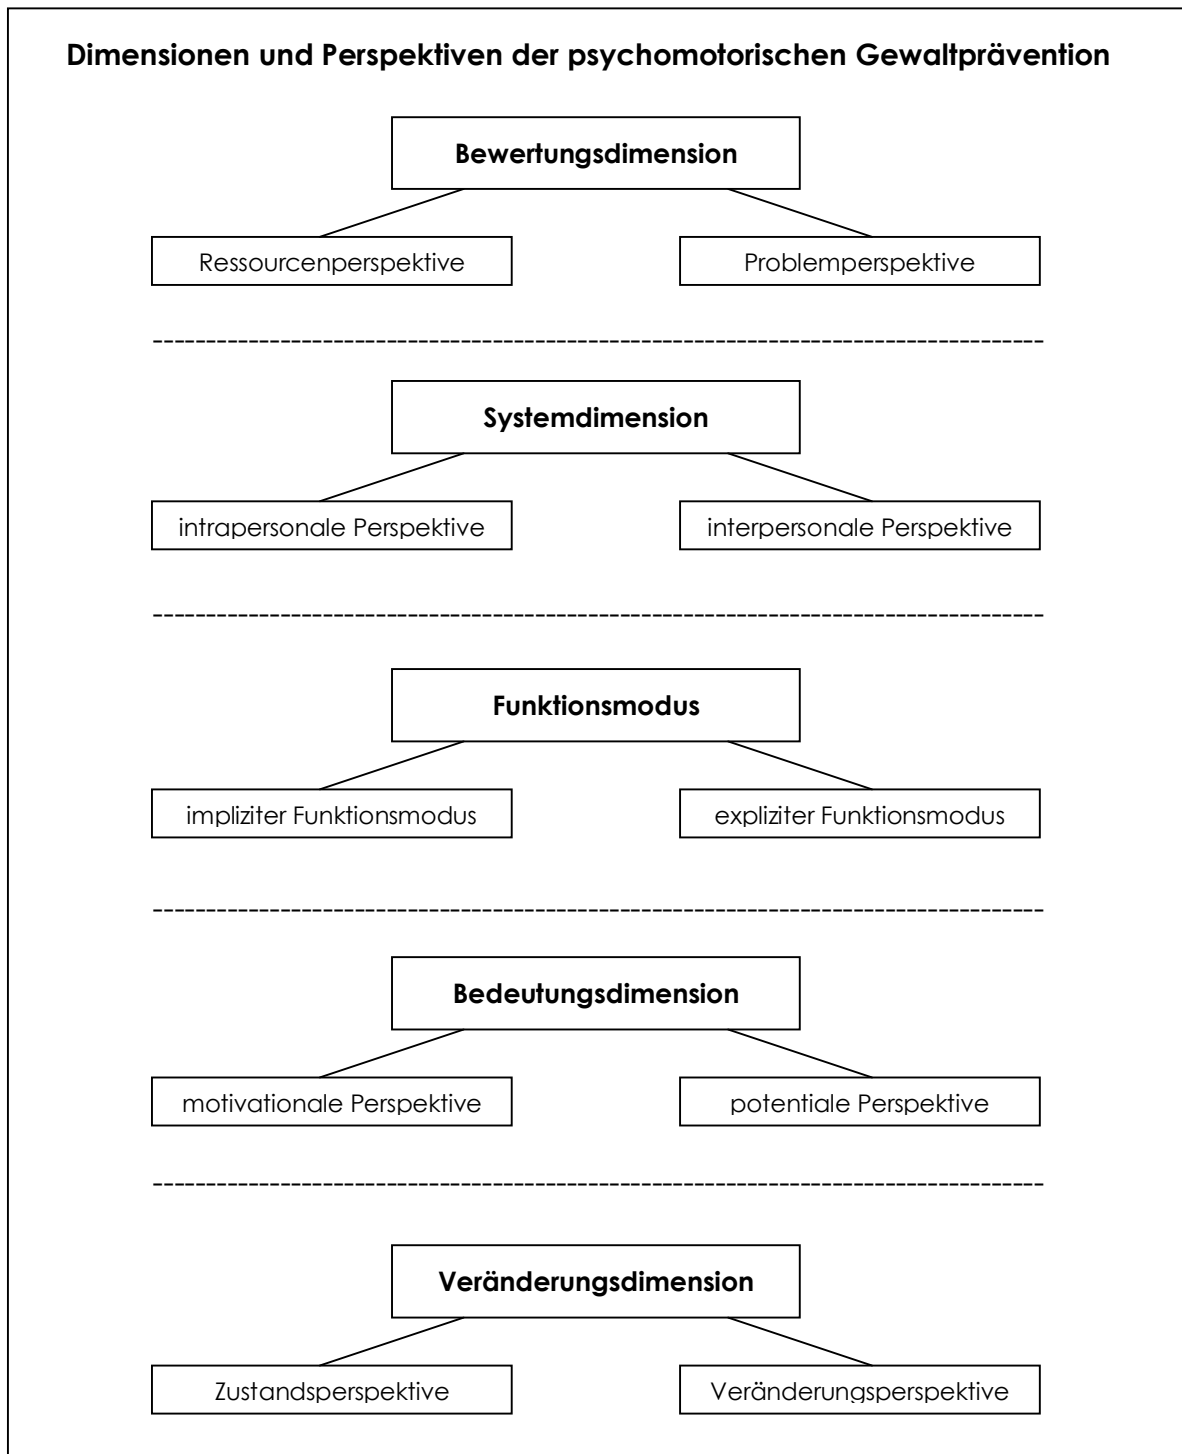 Dimensionen und Perspektiven der psychomotorischen Gewaltprävention
Bewertungsdimension
Ressourcenperspektive
Problemperspektive
Systemdimension
intrapersonale Perspektive
interpersonale Perspektive
Funktionsmodus
impliziter Funktionsmodus
expliziter Funktionsmodus
Bedeutungsdimension
motivationale Perspektive
potentiale Perspektive
Veränderungsdimension
Zustandsperspektive
Veränderungsperspektive